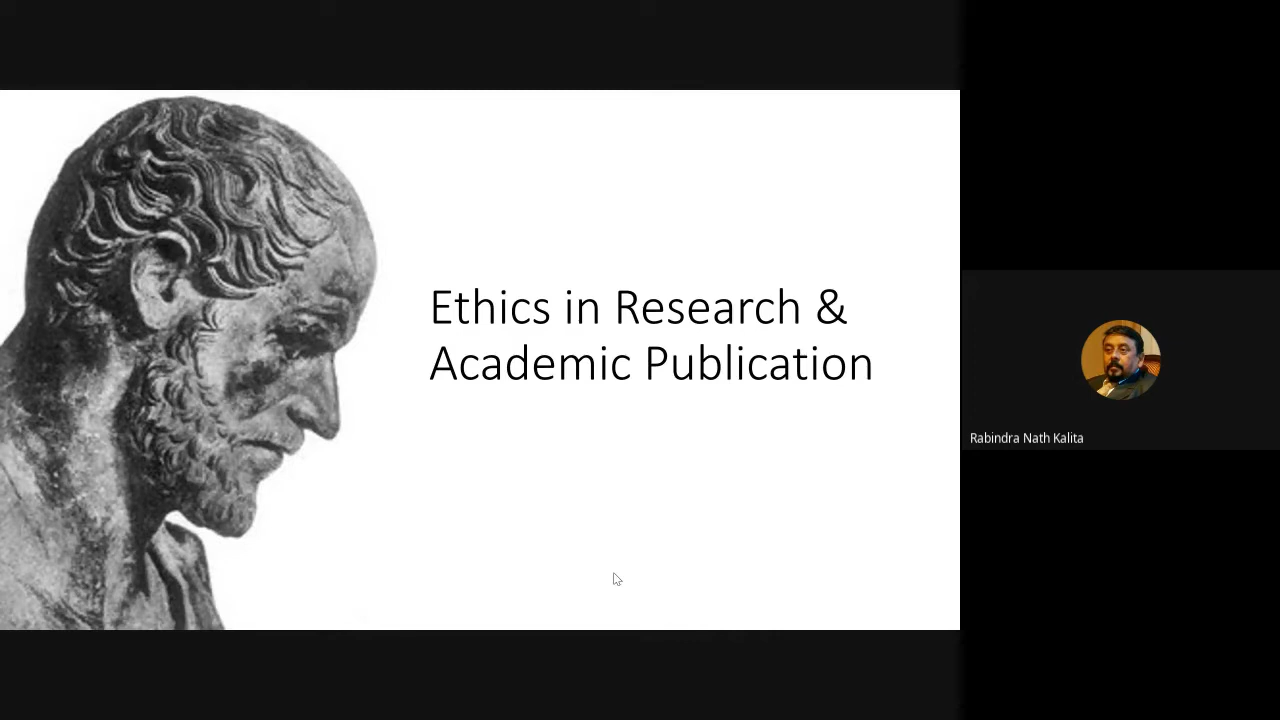 Ethics in Research &
Academic Publication
Rabindra Nath Kalita